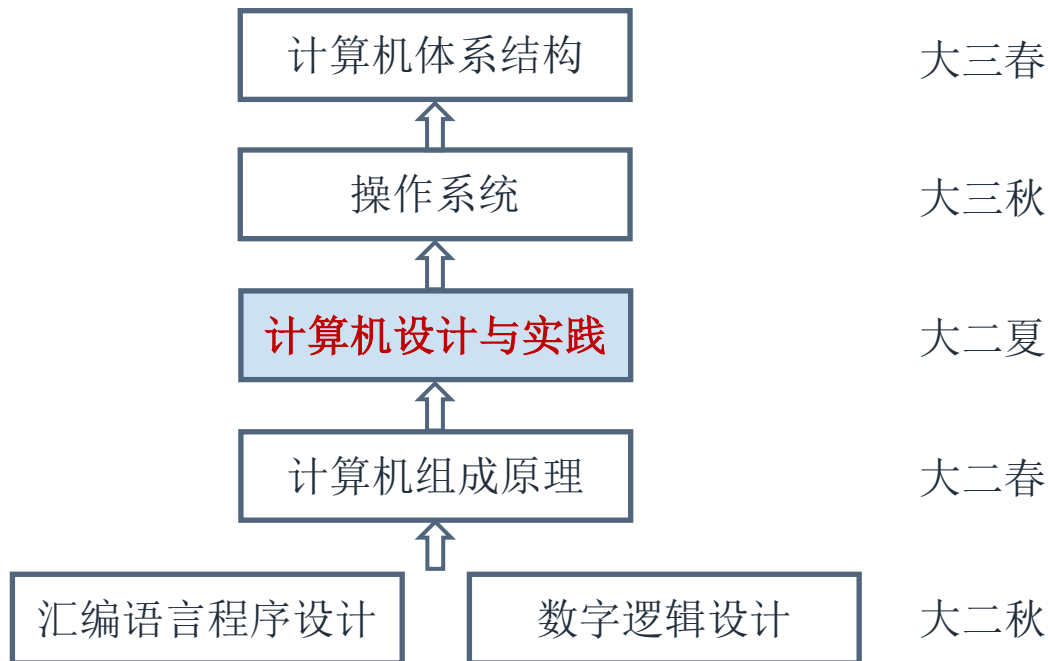 计算机体系结构 大三春
操作系统 大三秋
计算机设计与实践 大二夏
计算机组成原理 大二春
汇编语言程序设计 数字逻辑设计 大二秋